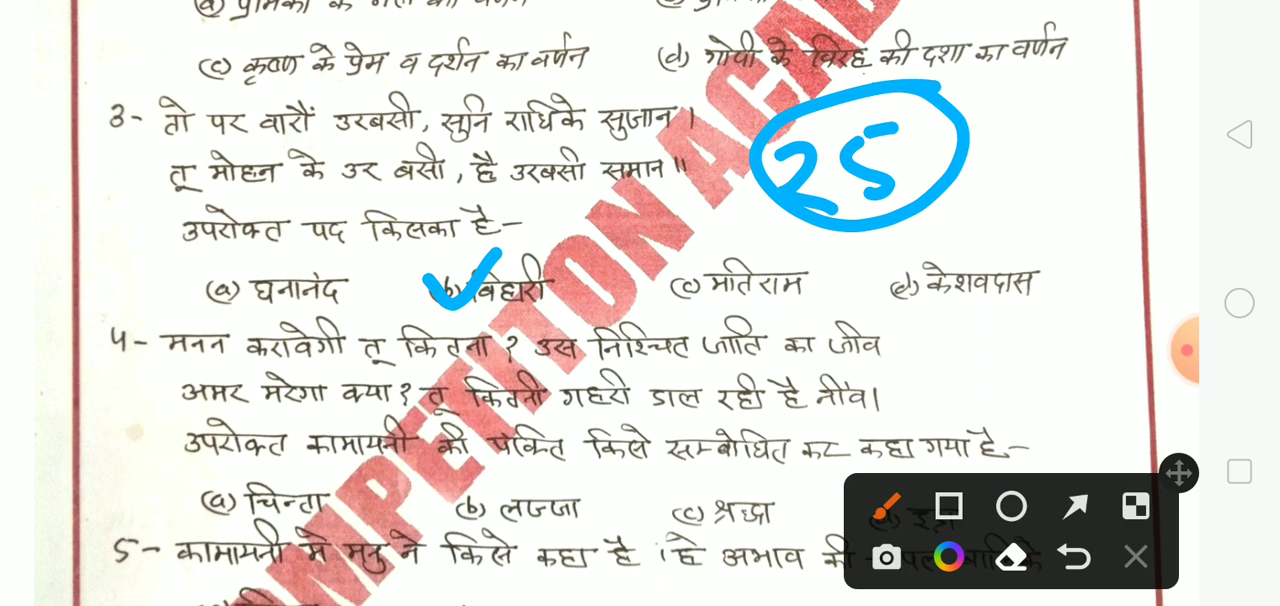 (c) कृष्ण के प्रेम व दर्शन का वर्णन (d) गोपी के विरह की दशा का वर्णन
3- तो पर वारौं उरबसी, सुनि राधिके सुजान।
तू मोहन के उर बसी, है उरबसी समान॥
25
उपरोक्त पद किसका है-
(a) घनानंद (b) बिहारी (c) मतिराम (d) केशवदास
4- मनन करावेगी तू कितना? उस निश्चित जाति का जीव
अमर मरेगा क्या? तू कितनी गहरी डाल रही है नींव।
उपरोक्त कामायनी की पंक्ति किसे सम्बोधित कर कहा गया है-
(a) चिन्ता (b) लज्जा (c) श्रद्धा
5- कामायनी में मनु ने किसे कहा है 'हे अभाव की
COMPETITION ACAD